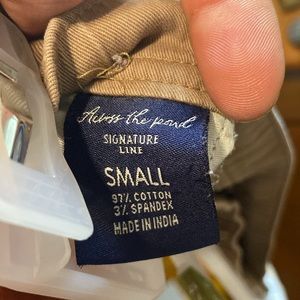 Across the pond
SIGNATURE
LINE
SMALL
97% COTTON
3% SPANDEX
MADE IN INDIA